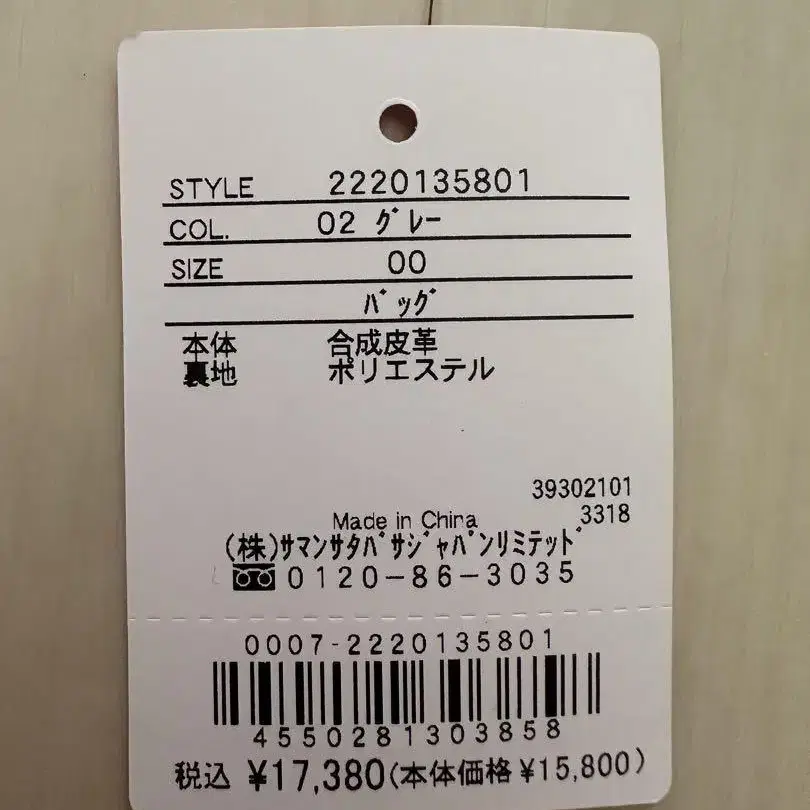 STYLE 2220135801
COL. 02 グレー
SIZE 00
バッグ
本体 合成皮革
裏地 ポリエステル
39302101
Made in China 3318
(株)サマンサタバサジャパンリミテッド
0120-86-3035
0007-2220135801
4550281303858
税込 ¥17,380(本体価格¥15,800)